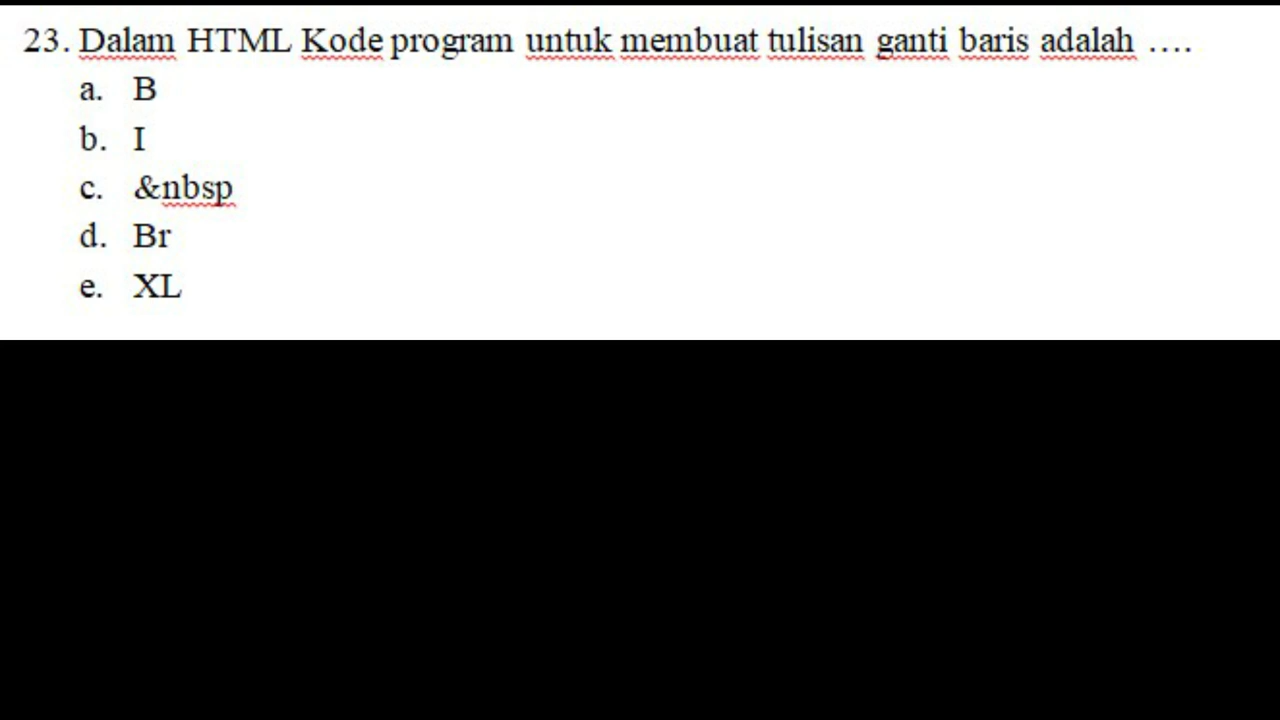 23. Dalam HTML Kode program untuk membuat tulisan ganti baris adalah ….
a. B
b. I
c. &nbsp
d. Br
e. XL